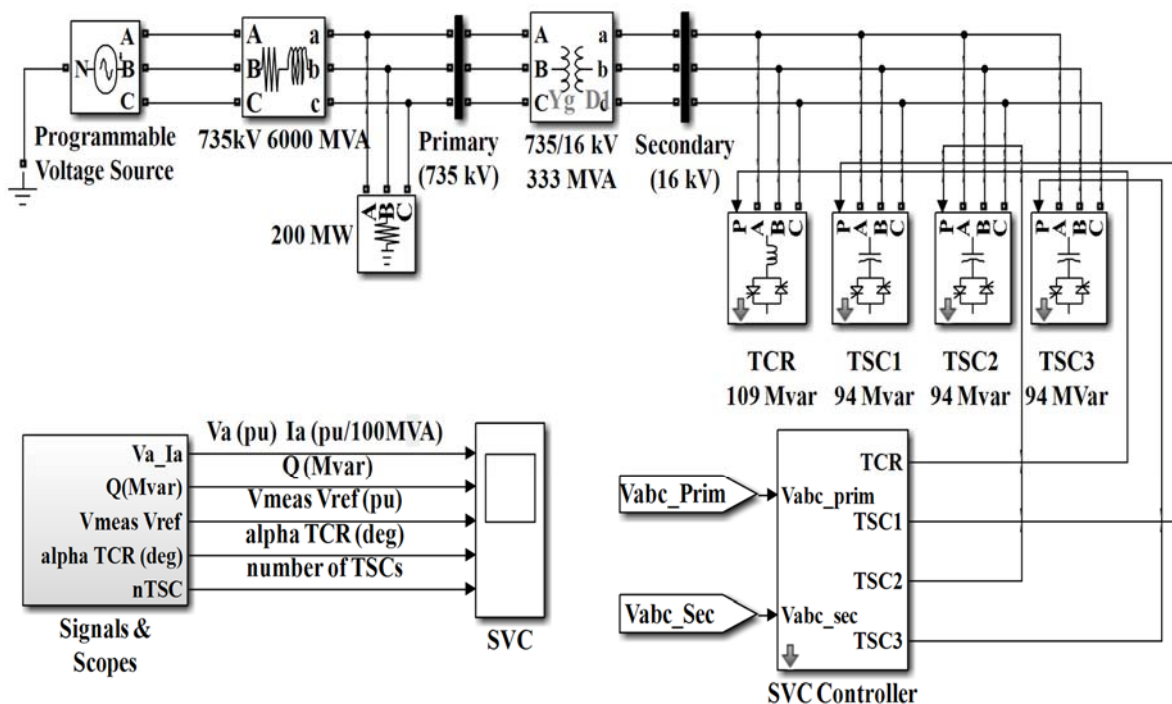 N
A
B
C
Programmable
Voltage Source
A
B
C
a
b
c
735kV 6000 MVA
A
B
C
200 MW
Primary
(735 kV)
A
B
C
a
b
c
Yg D1
735/16 kV
333 MVA
Secondary
(16 kV)
P A B C
TCR
109 Mvar
P A B C
TSC1
94 Mvar
P A B C
TSC2
94 Mvar
P A B C
TSC3
94 MVar
Va_Ia
Q(Mvar)
Vmeas Vref
alpha TCR (deg)
nTSC
Signals &
Scopes
Va (pu) Ia (pu/100MVA)
Q (Mvar)
Vmeas Vref (pu)
alpha TCR (deg)
number of TSCs
SVC
Vabc_Prim
Vabc_Sec
Vabc_prim
Vabc_sec
TCR
TSC1
TSC2
TSC3
SVC Controller